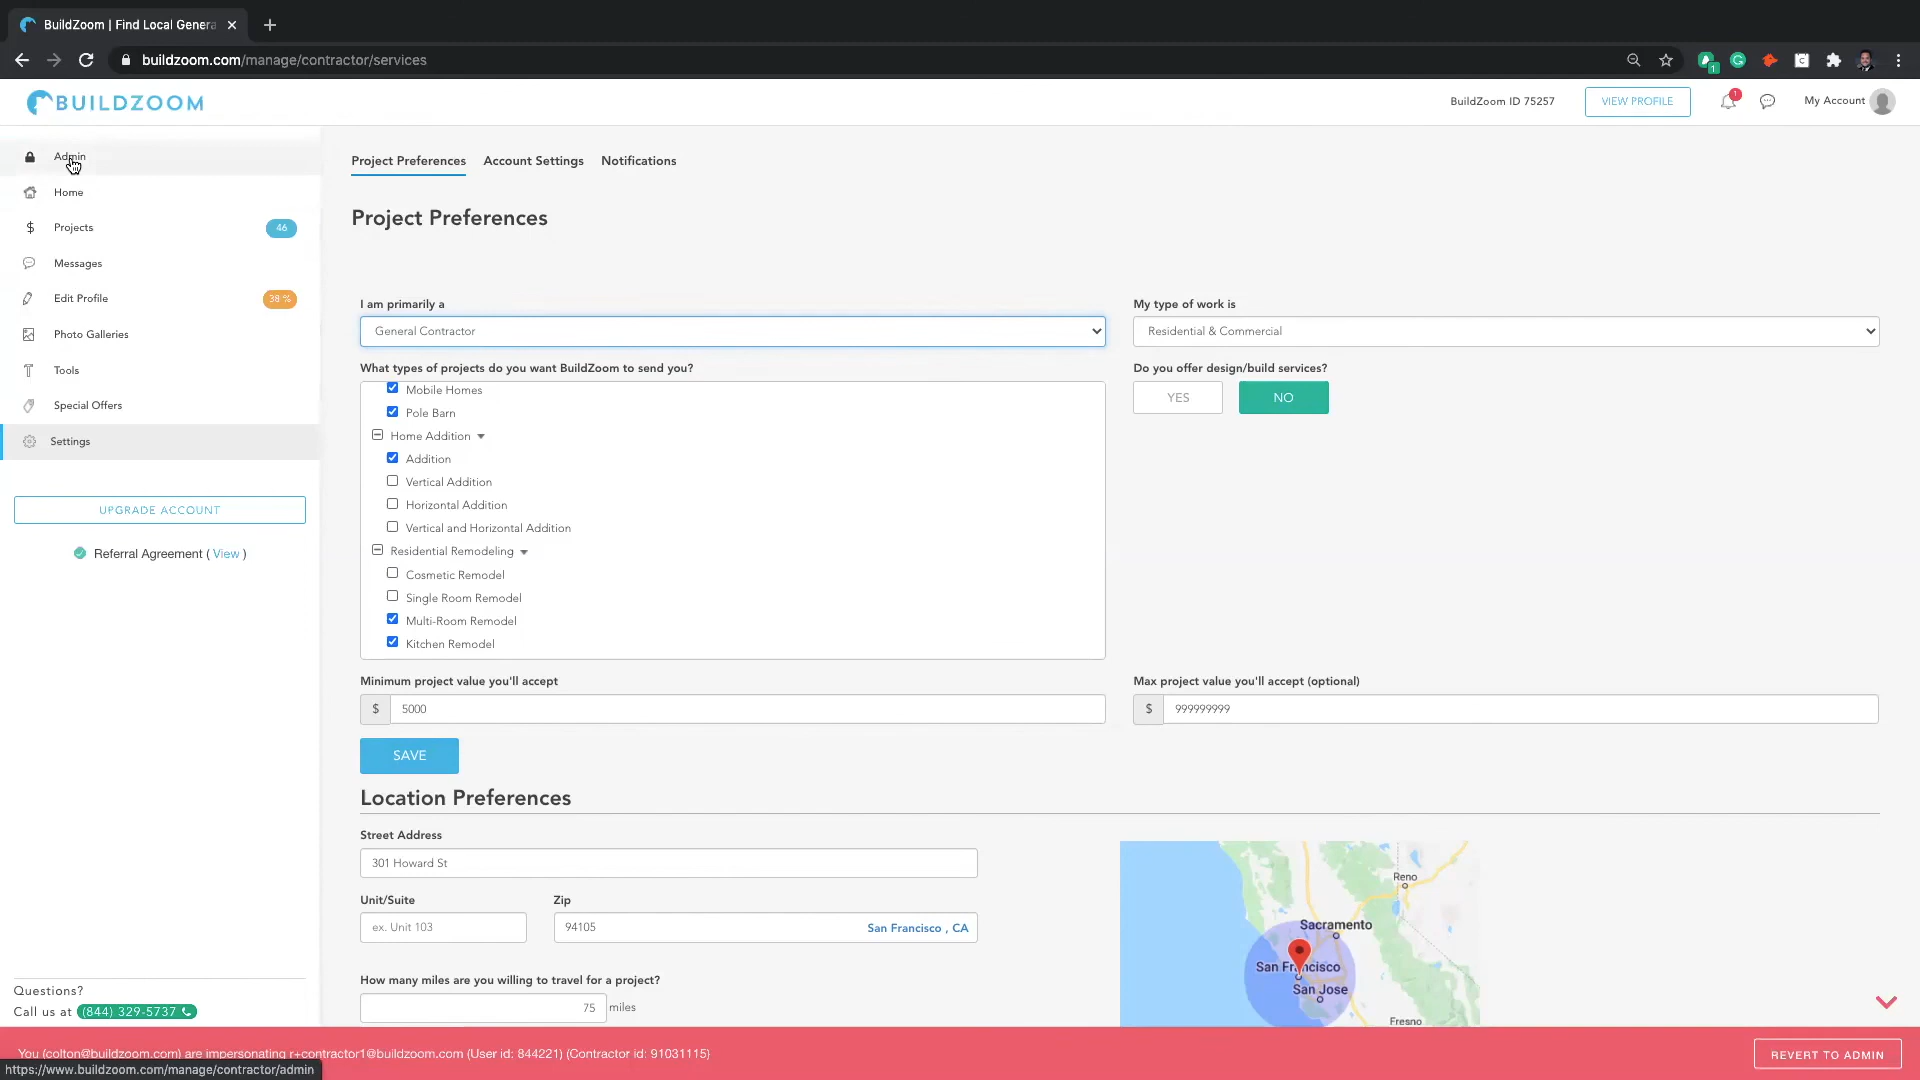 BuildZoom | Find Local Genera
buildzoom.com/manage/contractor/services
BUILDZOOM
BuildZoom ID 75257
VIEW PROFILE
1
My Account
Admin
Home
Projects
46
Messages
Edit Profile
38 %
Photo Galleries
Tools
Special Offers
Settings
UPGRADE ACCOUNT
Referral Agreement ( View )
Questions?
Call us at (844) 329-5737
Project Preferences
Account Settings
Notifications
Project Preferences
I am primarily a
General Contractor
My type of work is
Residential & Commercial
What types of projects do you want BuildZoom to send you?
Mobile Homes
Pole Barn
Home Addition
Addition
Vertical Addition
Horizontal Addition
Vertical and Horizontal Addition
Residential Remodeling
Cosmetic Remodel
Single Room Remodel
Multi-Room Remodel
Kitchen Remodel
Do you offer design/build services?
YES
NO
Minimum project value you'll accept
$ 5000
Max project value you'll accept (optional)
$ 999999999
SAVE
Location Preferences
Street Address
301 Howard St
Unit/Suite
ex. Unit 103
Zip
94105
San Francisco , CA
How many miles are you willing to travel for a project?
75 miles
Reno
Sacramento
San Francisco
San Jose
Fresno
You (colton@buildzoom.com) are impersonating r+contractor1@buildzoom.com (User id: 844221) (Contractor id: 91031115)
REVERT TO ADMIN
https://www.buildzoom.com/manage/contractor/admin